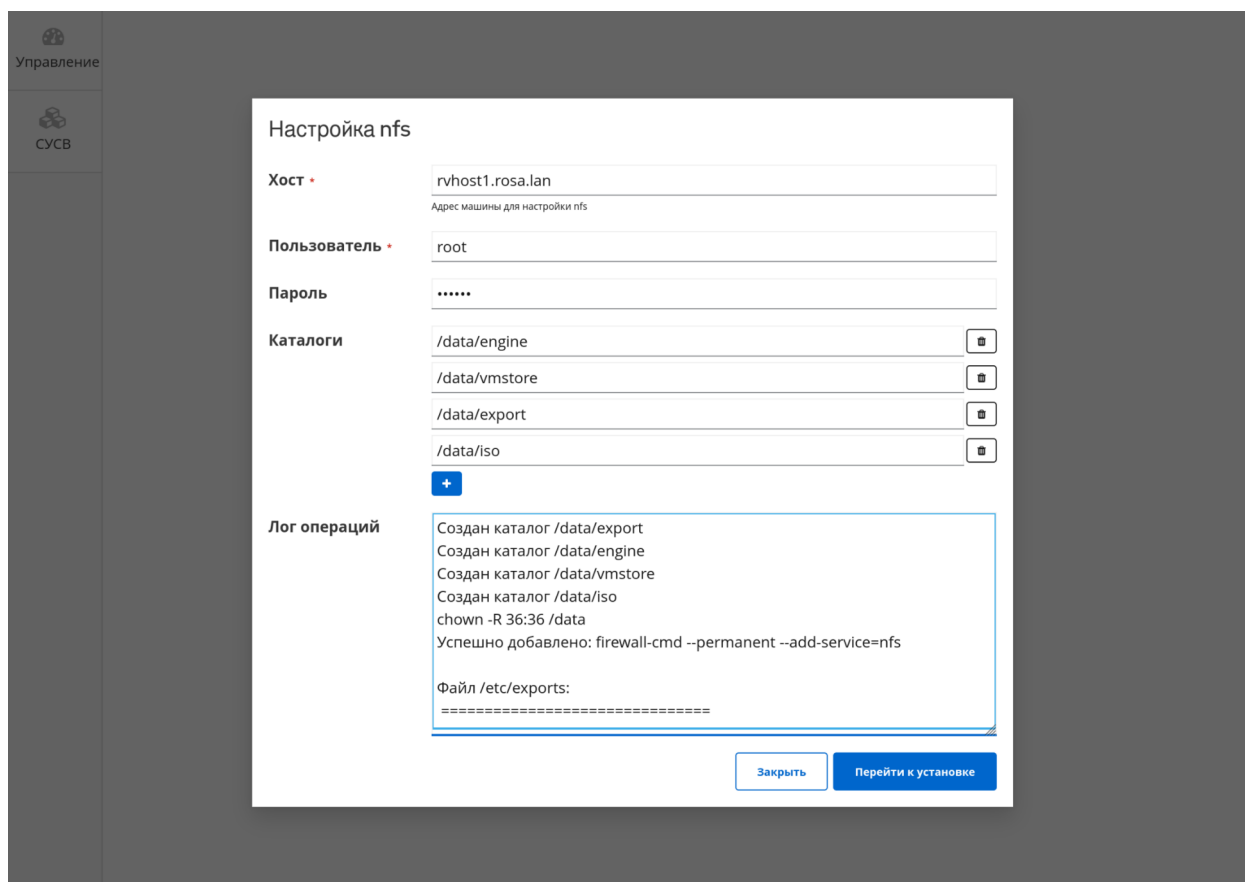 Управление
СУСВ
Настройка nfs
Хост *
rvhost1.rosa.lan
Адрес машины для настройки nfs
Пользователь *
root
Пароль
••••••
Каталоги
/data/engine
/data/vmstore
/data/export
/data/iso
+
Лог операций
Создан каталог /data/export
Создан каталог /data/engine
Создан каталог /data/vmstore
Создан каталог /data/iso
chown -R 36:36 /data
Успешно добавлено: firewall-cmd --permanent --add-service=nfs
Файл /etc/exports:
===============================
Закрыть
Перейти к установке